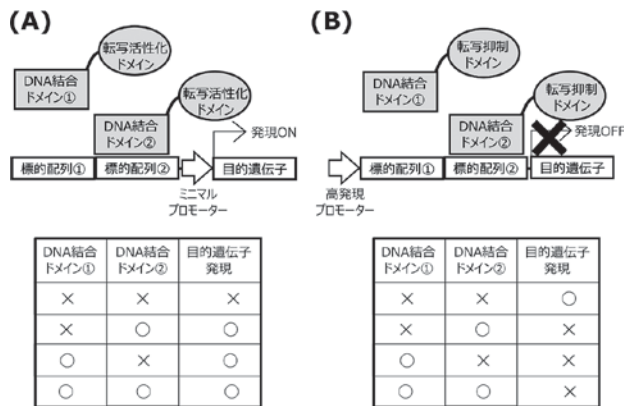 (A)
転写活性化
ドメイン
DNA結合
ドメイン①
転写活性化
ドメイン
DNA結合
ドメイン②
発現ON
標的配列①
標的配列②
目的遺伝子
ミニマル
プロモーター
DNA結合
ドメイン①
DNA結合
ドメイン②
目的遺伝子
発現
× × ×
× ○ ○
○ × ○
○ ○ ○
(B)
転写抑制
ドメイン
DNA結合
ドメイン①
転写抑制
ドメイン
DNA結合
ドメイン②
発現OFF
標的配列①
標的配列②
目的遺伝子
高発現
プロモーター
DNA結合
ドメイン①
DNA結合
ドメイン②
目的遺伝子
発現
× × ○
× ○ ×
○ × ×
○ ○ ×